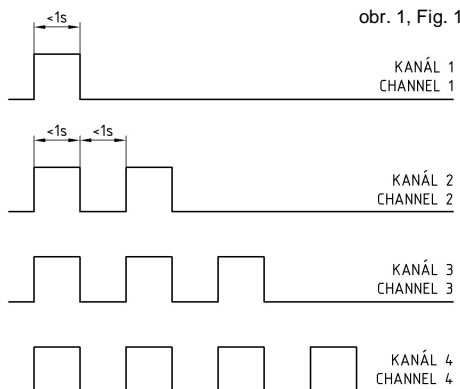 obr. 1, Fig. 1
<1s
KANÁL 1
CHANNEL 1
<1s <1s
KANÁL 2
CHANNEL 2
KANÁL 3
CHANNEL 3
KANÁL 4
CHANNEL 4